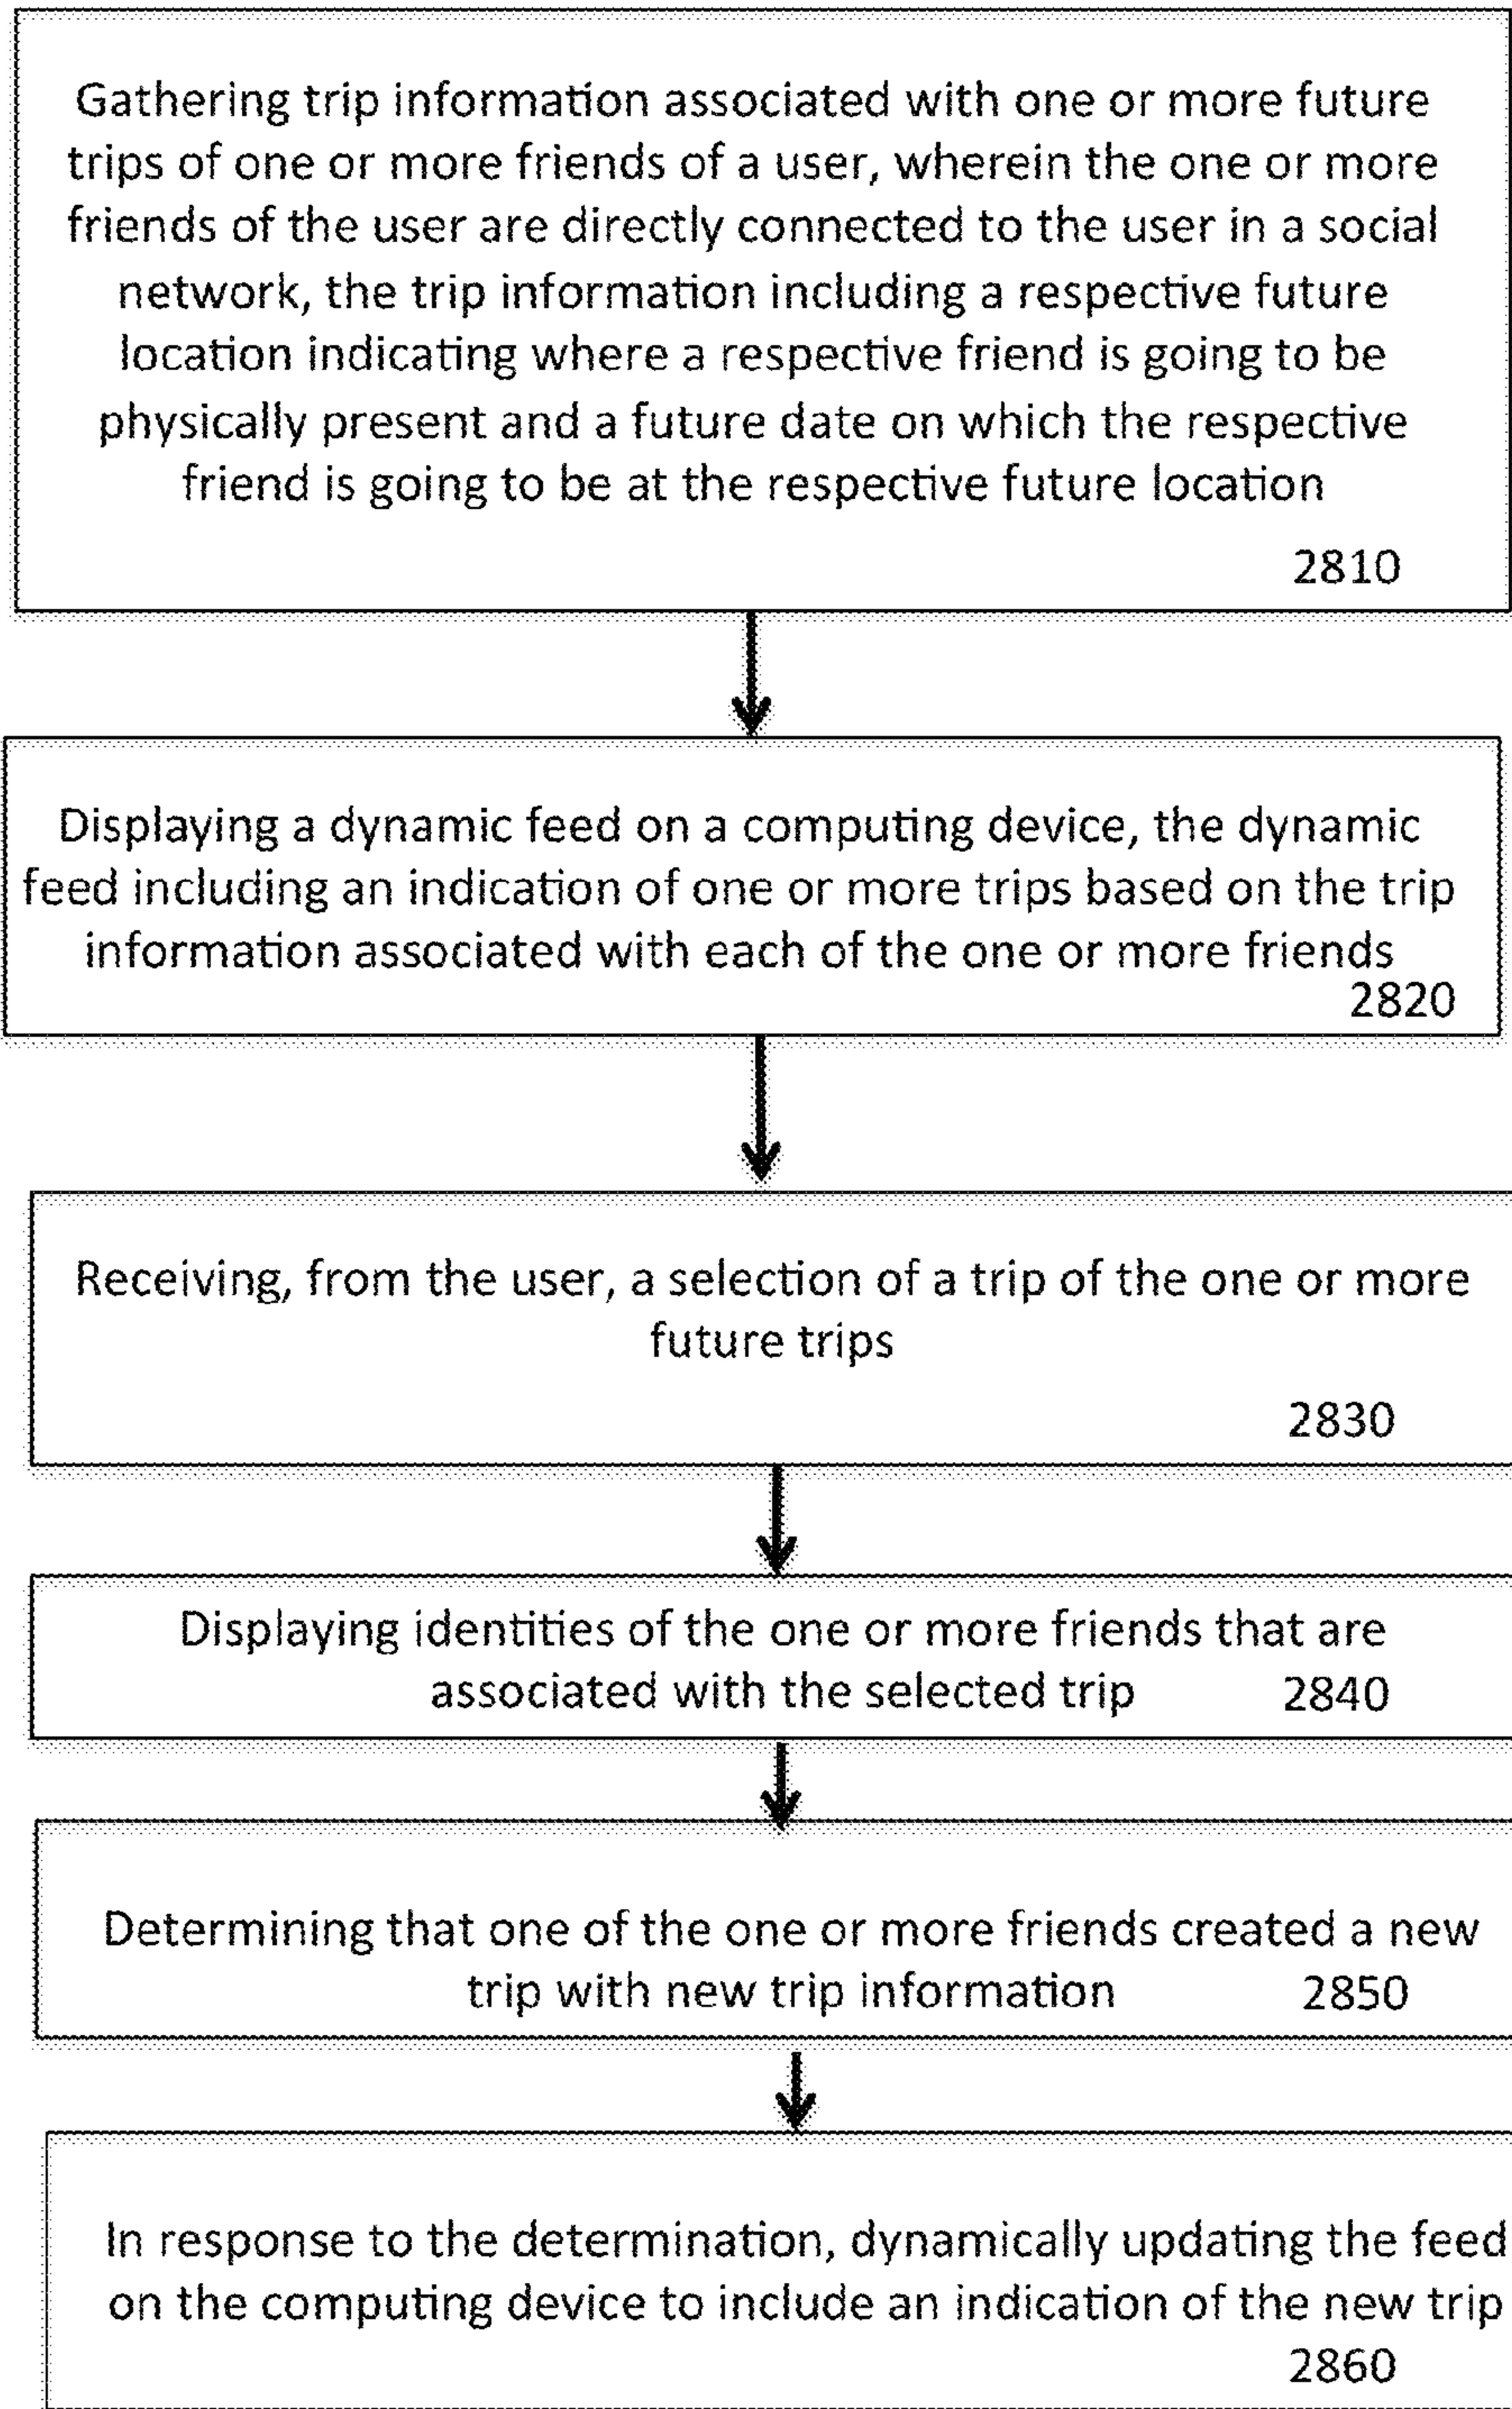 Gathering trip information associated with one or more future
trips of one or more friends of a user, wherein the one or more
friends of the user are directly connected to the user in a social
network, the trip information including a respective future
location indicating where a respective friend is going to be
physically present and a future date on which the respective
friend is going to be at the respective future location
2810
Displaying a dynamic feed on a computing device, the dynamic
feed including an indication of one or more trips based on the trip
information associated with each of the one or more friends
2820
Receiving, from the user, a selection of a trip of the one or more
future trips
2830
Displaying identities of the one or more friends that are
associated with the selected trip 2840
Determining that one of the one or more friends created a new
trip with new trip information 2850
In response to the determination, dynamically updating the feed
on the computing device to include an indication of the new trip
2860